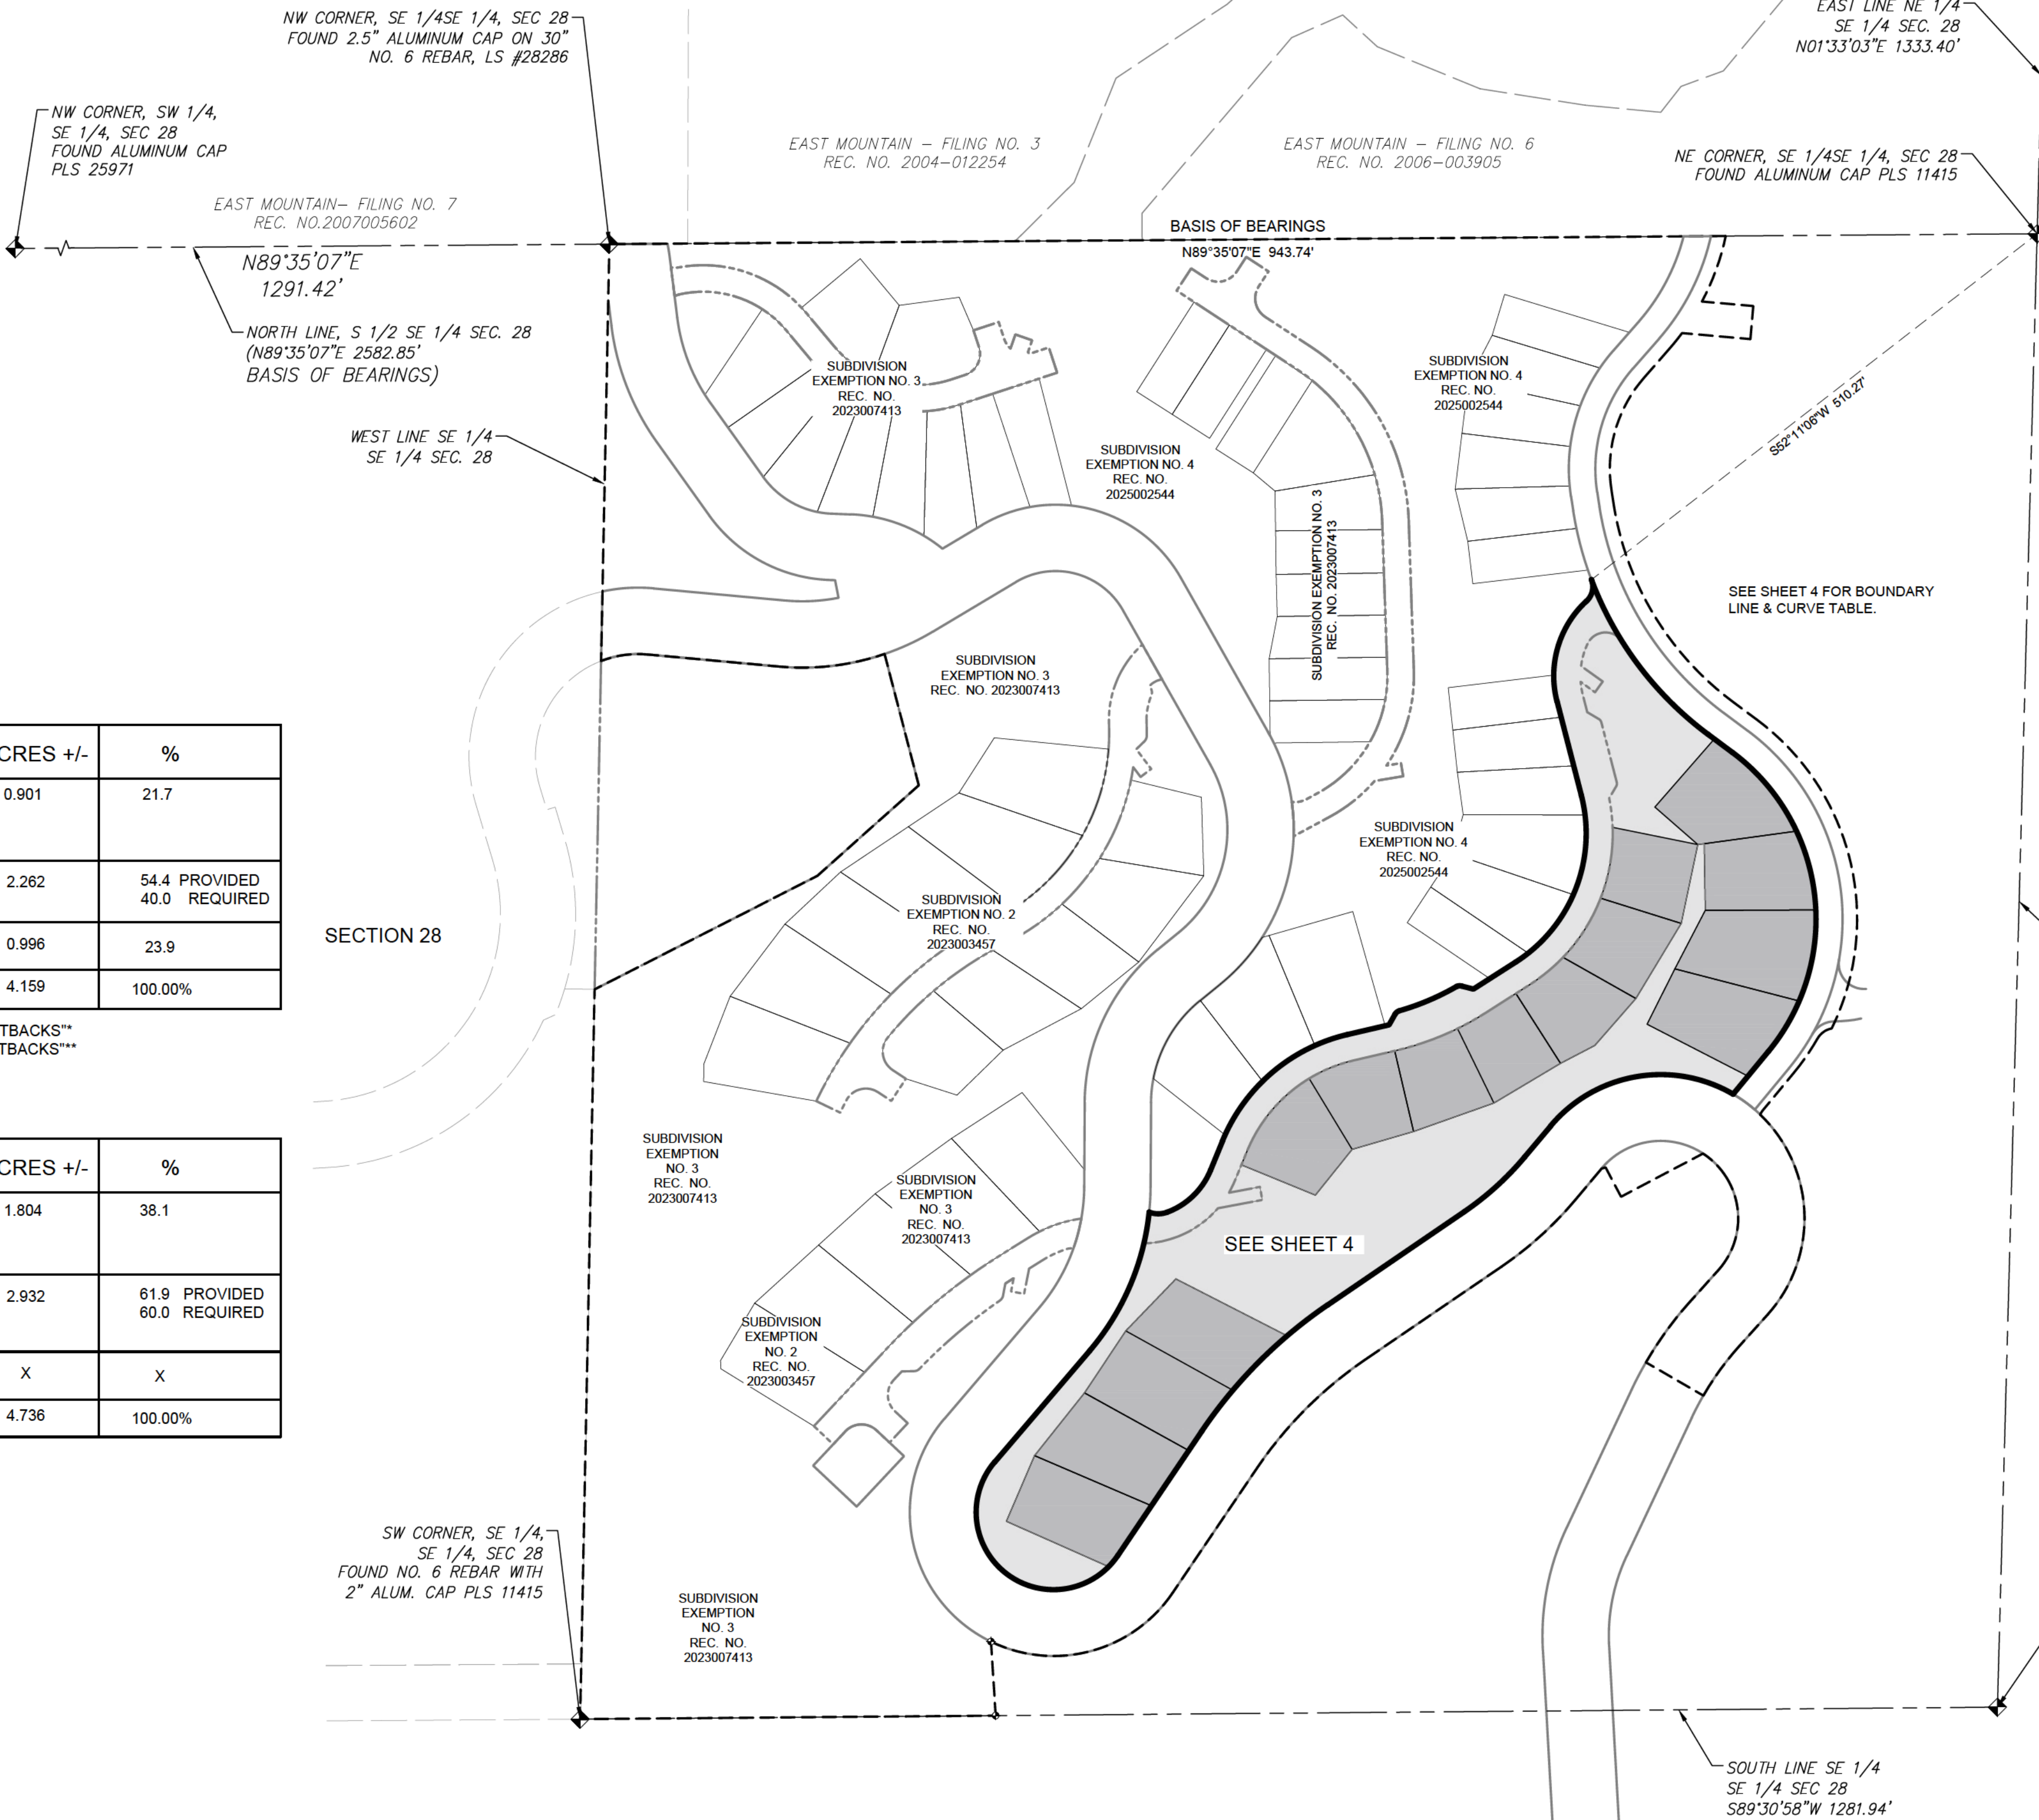 NW CORNER, SE 1/4SE 1/4, SEC 28
FOUND 2.5" ALUMINUM CAP ON 30"
NO. 6 REBAR, LS #28286
EAST LINE NE 1/4
SE 1/4 SEC. 28
N01°33'03"E 1333.40'
NW CORNER, SW 1/4,
SE 1/4, SEC 28
FOUND ALUMINUM CAP
PLS 25971
EAST MOUNTAIN – FILING NO. 3
REC. NO. 2004–012254
EAST MOUNTAIN – FILING NO. 6
REC. NO. 2006–003905
NE CORNER, SE 1/4SE 1/4, SEC 28
FOUND ALUMINUM CAP PLS 11415
EAST MOUNTAIN– FILING NO. 7
REC. NO.2007005602
BASIS OF BEARINGS
N89°35'07"E 943.74'
N89°35'07"E
1291.42'
NORTH LINE, S 1/2 SE 1/4 SEC. 28
(N89°35'07"E 2582.85'
BASIS OF BEARINGS)
WEST LINE SE 1/4
SE 1/4 SEC. 28
SUBDIVISION
EXEMPTION NO. 3
REC. NO.
2023007413
SUBDIVISION
EXEMPTION NO. 4
REC. NO.
2025002544
SUBDIVISION
EXEMPTION NO. 4
REC. NO.
2025002544
S52°11'06"W 510.27'
SUBDIVISION EXEMPTION NO. 3
REC. NO. 2023007413
SEE SHEET 4 FOR BOUNDARY
LINE & CURVE TABLE.
SUBDIVISION
EXEMPTION NO. 3
REC. NO. 2023007413
CRES +/- %
0.901 21.7
2.262 54.4 PROVIDED
40.0 REQUIRED
0.996 23.9
4.159 100.00%
TBACKS"*
TBACKS"**
SECTION 28
SUBDIVISION
EXEMPTION NO. 4
REC. NO.
2025002544
SUBDIVISION
EXEMPTION NO. 2
REC. NO.
2023003457
CRES +/- %
1.804 38.1
2.932 61.9 PROVIDED
60.0 REQUIRED
X X
4.736 100.00%
SUBDIVISION
EXEMPTION
NO. 3
REC. NO.
2023007413
SUBDIVISION
EXEMPTION
NO. 3
REC. NO.
2023007413
SEE SHEET 4
SUBDIVISION
EXEMPTION
NO. 2
REC. NO.
2023003457
SW CORNER, SE 1/4,
SE 1/4, SEC 28
FOUND NO. 6 REBAR WITH
2" ALUM. CAP PLS 11415
SUBDIVISION
EXEMPTION
NO. 3
REC. NO.
2023007413
SOUTH LINE SE 1/4
SE 1/4 SEC 28
S89°30'58"W 1281.94'